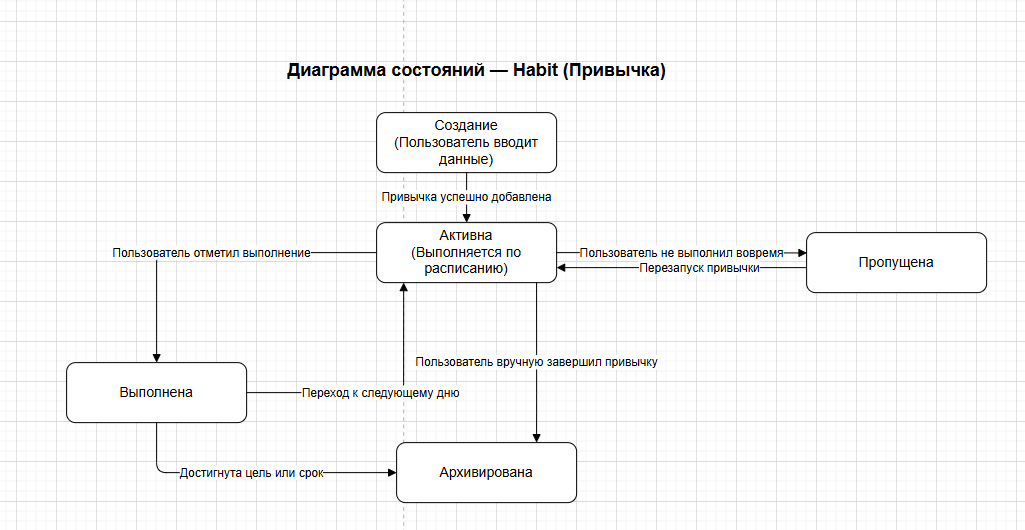 Диаграмма состояний — Habit (Привычка)
Создание
(Пользователь вводит
данные)
Привычка успешно добавлена
Активна
(Выполняется по
расписанию)
Пользователь отметил выполнение
Пользователь не выполнил вовремя
Перезапуск привычки
Пропущена
Пользователь вручную завершил привычку
Выполнена
Переход к следующему дню
Достигнута цель или срок
Архивирована